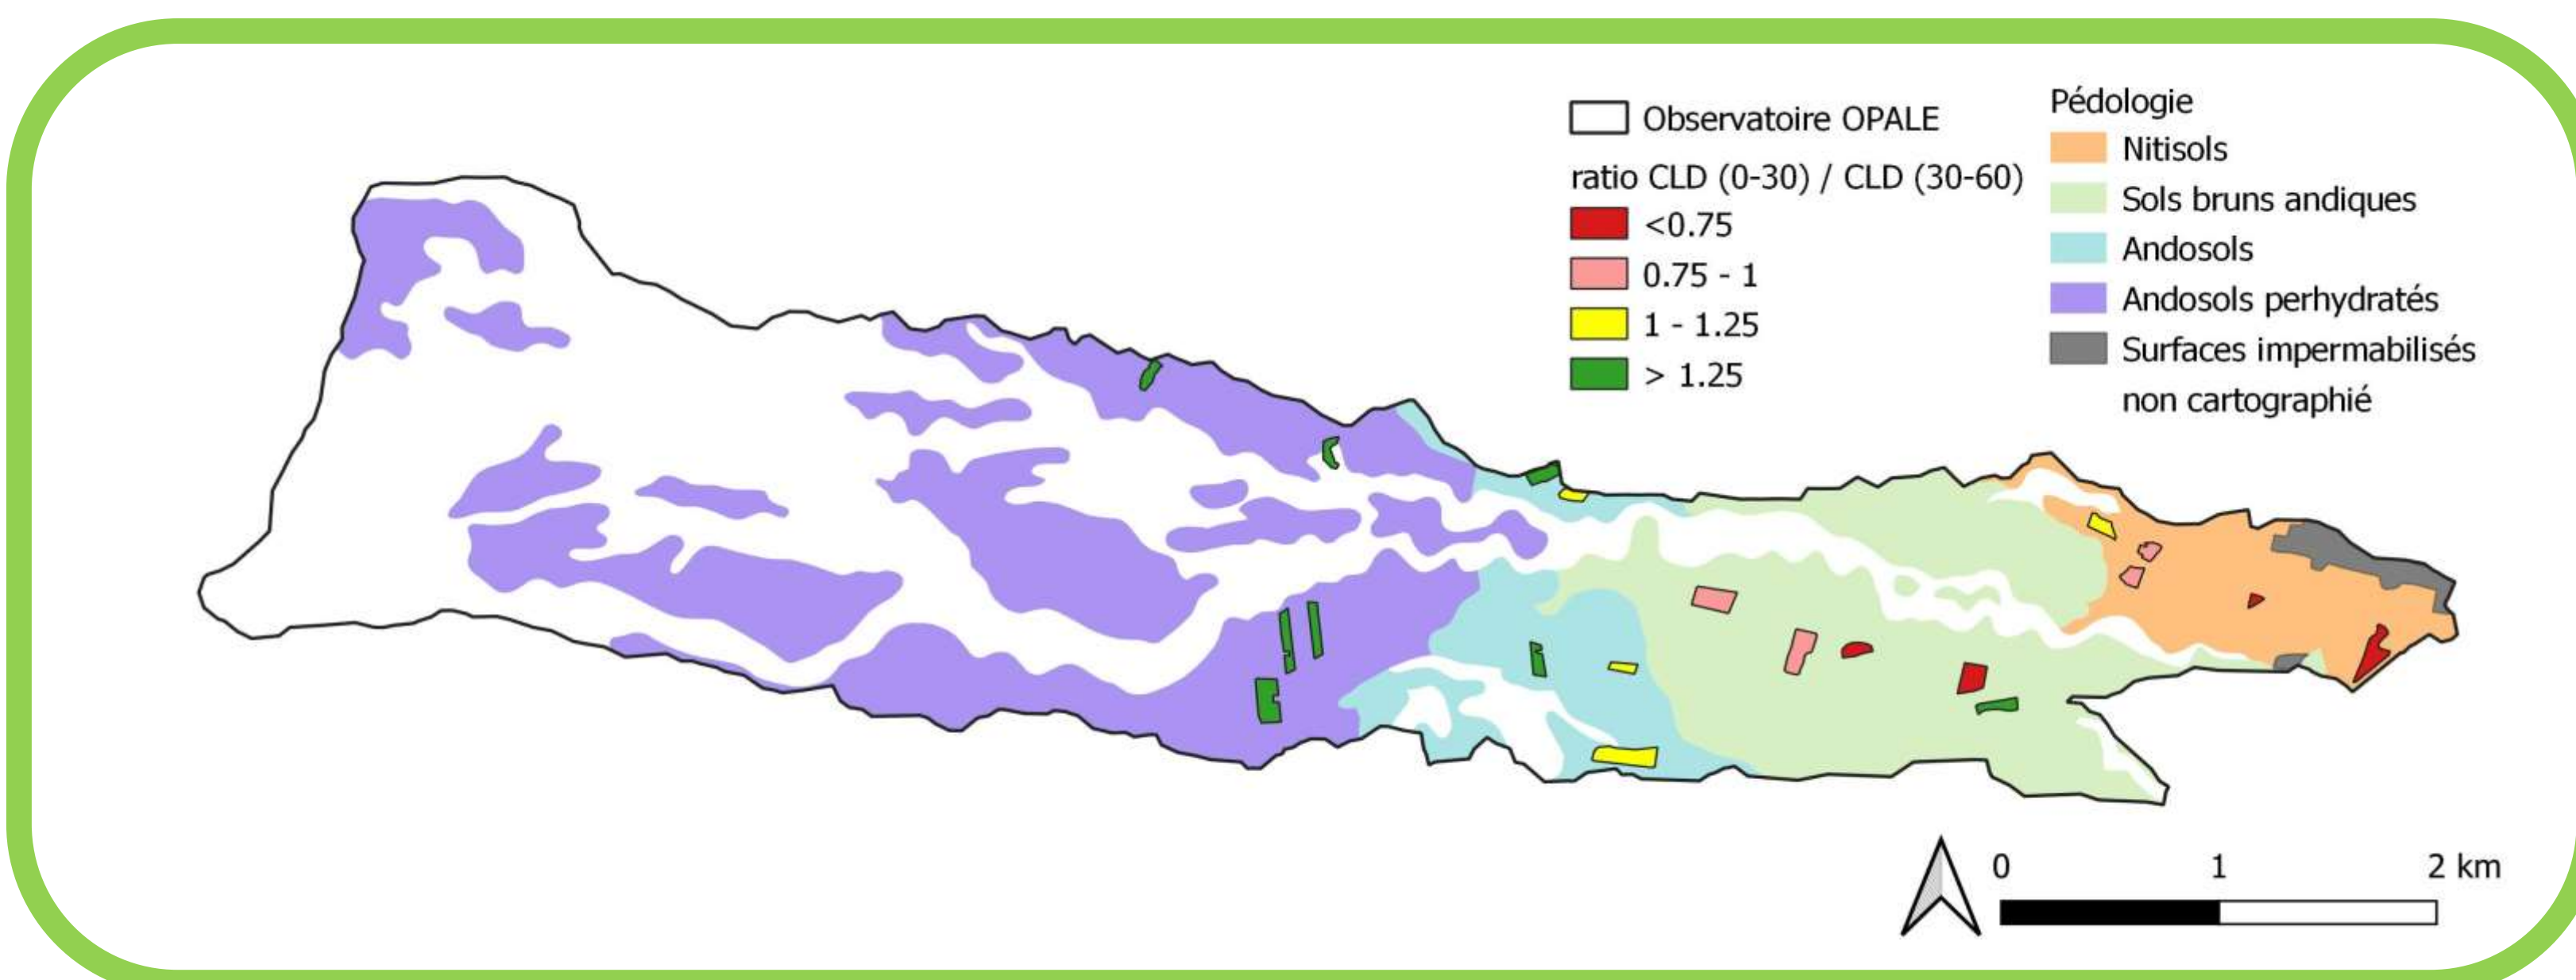 Observatoire OPALE
ratio CLD (0-30) / CLD (30-60)
<0.75
0.75 - 1
1 - 1.25
> 1.25
Pédologie
Nitisols
Sols bruns andiques
Andosols
Andosols perhydratés
Surfaces impermabilisés
non cartographié
0 1 2 km